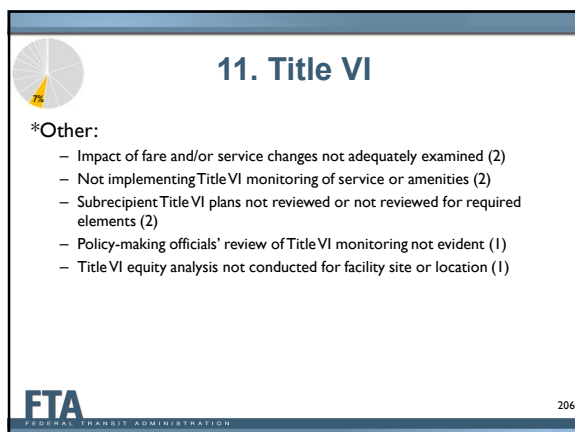 11. Title VI
7%
*Other:
– Impact of fare and/or service changes not adequately examined (2)
– Not implementing Title VI monitoring of service or amenities (2)
– Subrecipient Title VI plans not reviewed or not reviewed for required
elements (2)
– Policy-making officials' review of Title VI monitoring not evident (1)
– Title VI equity analysis not conducted for facility site or location (1)
FTA
206
FEDERAL TRANSIT ADMINISTRATION